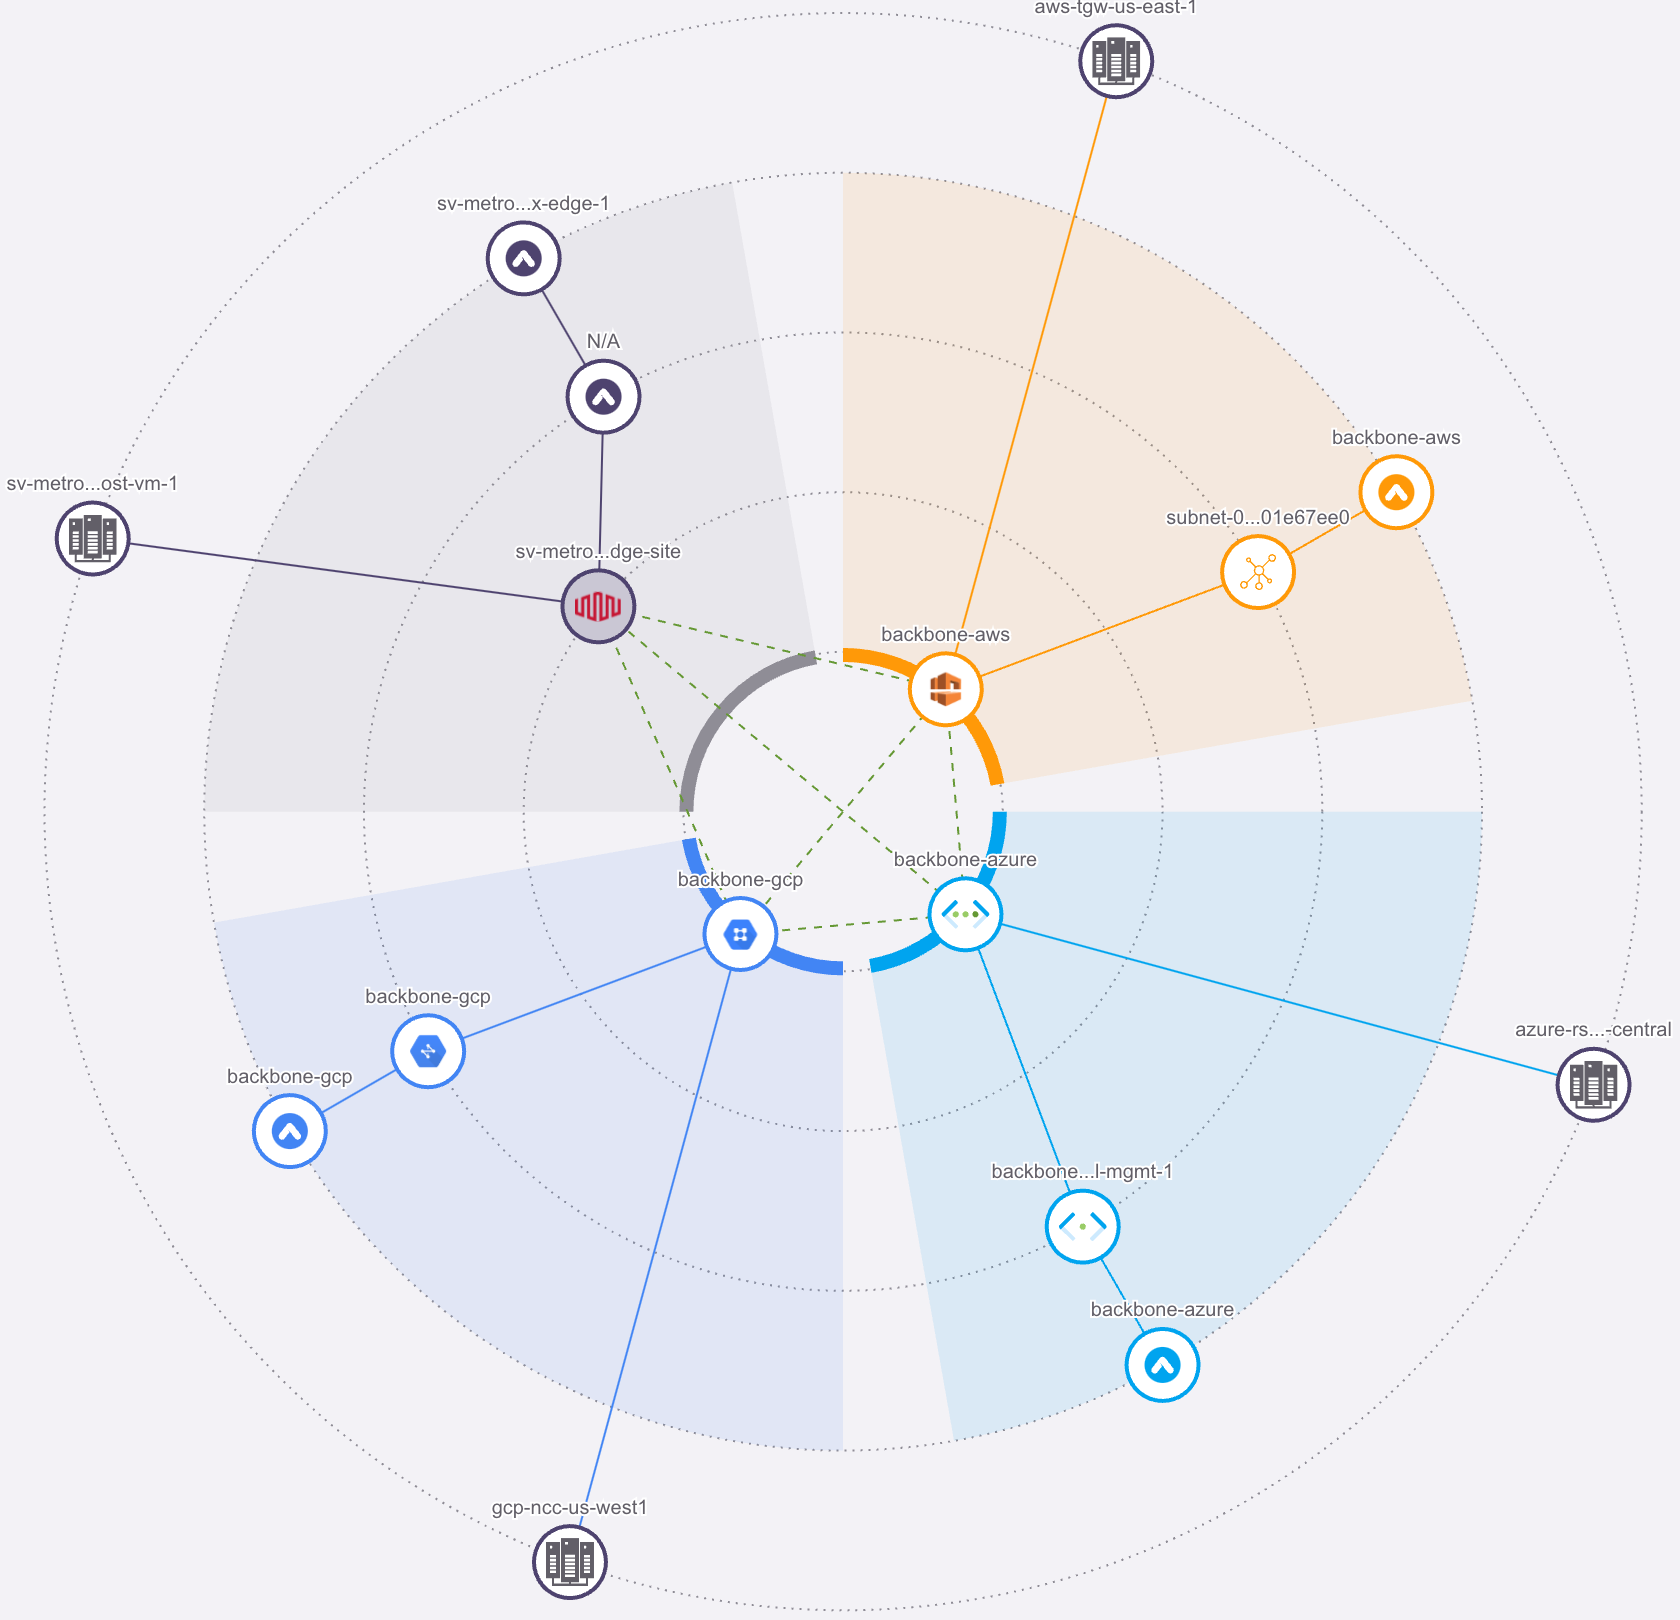 aws-tgw-us-east-1
sv-metro...x-edge-1
N/A
backbone-aws
sv-metro...ost-vm-1
subnet-0...01e67ee0
sv-metro...dge-site
backbone-aws
backbone-azure
backbone-gcp
backbone-gcp
azure-rs...-central
backbone-gcp
backbone...l-mgmt-1
backbone-azure
gcp-ncc-us-west1